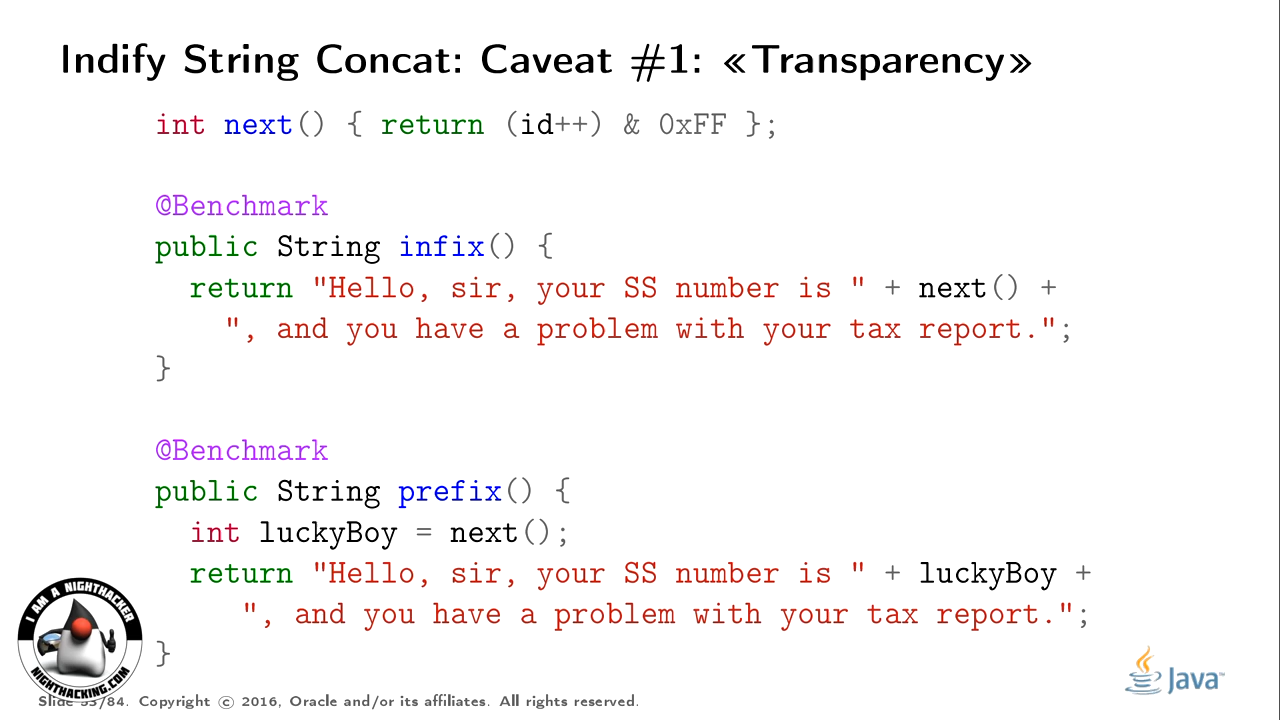 Indify String Concat: Caveat #1: «Transparency»
int next() { return (id++) & 0xFF };
@Benchmark
public String infix() {
return "Hello, sir, your SS number is " + next() +
", and you have a problem with your tax report.";
}
@Benchmark
public String prefix() {
int luckyBoy = next();
return "Hello, sir, your SS number is " + luckyBoy +
", and you have a problem with your tax report.";
}
I AM A NIGHTHACKER
NIGHTHACKING.COM
Java™
/84. Copyright © 2016, Oracle and/or its affiliates. All rights reserved.